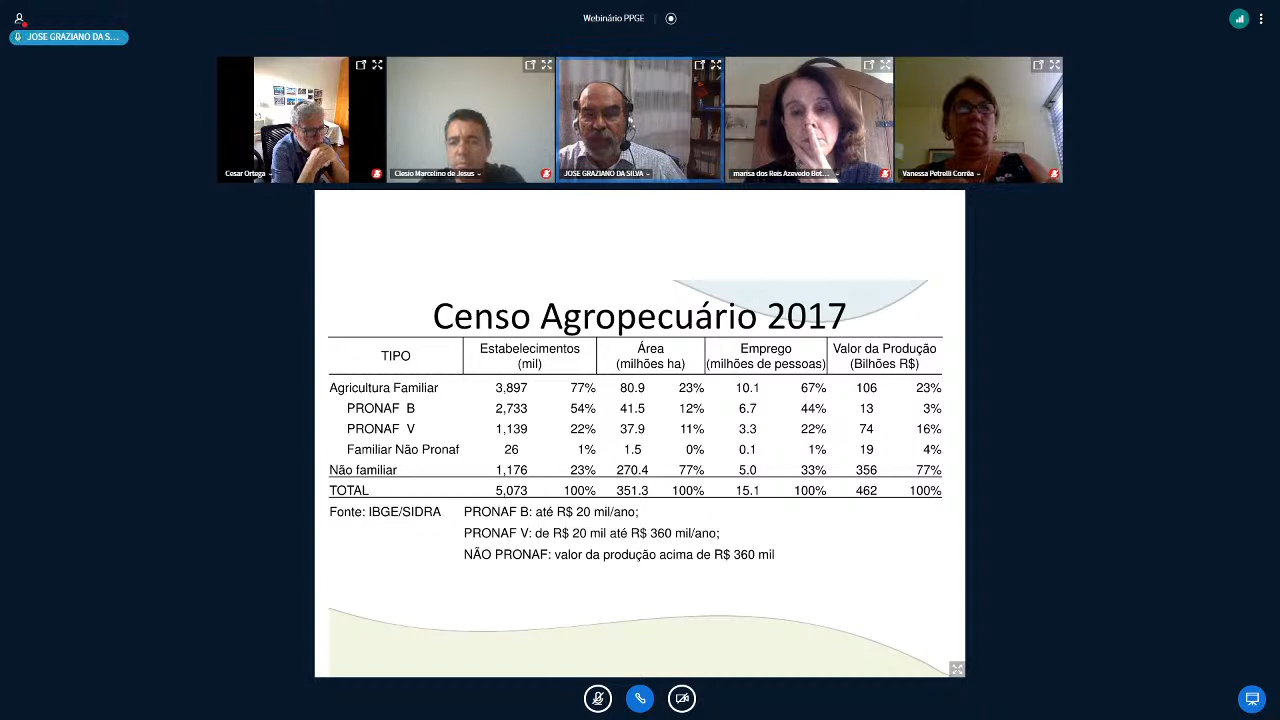 Webinário PPGE
JOSE GRAZIANO DA S...
Cesar Ortega
Clesio Marcelino de Jesus
JOSE GRAZIANO DA SILVA
marisa dos Reis Azevedo Bot...
Vanessa Petrelli Corrêa
Censo Agropecuário 2017
TIPO Estabelecimentos (mil) Área (milhões ha) Emprego (milhões de pessoas) Valor da Produção (Bilhões R$)
Agricultura Familiar 3,897 77% 80.9 23% 10.1 67% 106 23%
PRONAF B 2,733 54% 41.5 12% 6.7 44% 13 3%
PRONAF V 1,139 22% 37.9 11% 3.3 22% 74 16%
Familiar Não Pronaf 26 1% 1.5 0% 0.1 1% 19 4%
Não familiar 1,176 23% 270.4 77% 5.0 33% 356 77%
TOTAL 5,073 100% 351.3 100% 15.1 100% 462 100%
Fonte: IBGE/SIDRA PRONAF B: até R$ 20 mil/ano;
PRONAF V: de R$ 20 mil até R$ 360 mil/ano;
NÃO PRONAF: valor da produção acima de R$ 360 mil